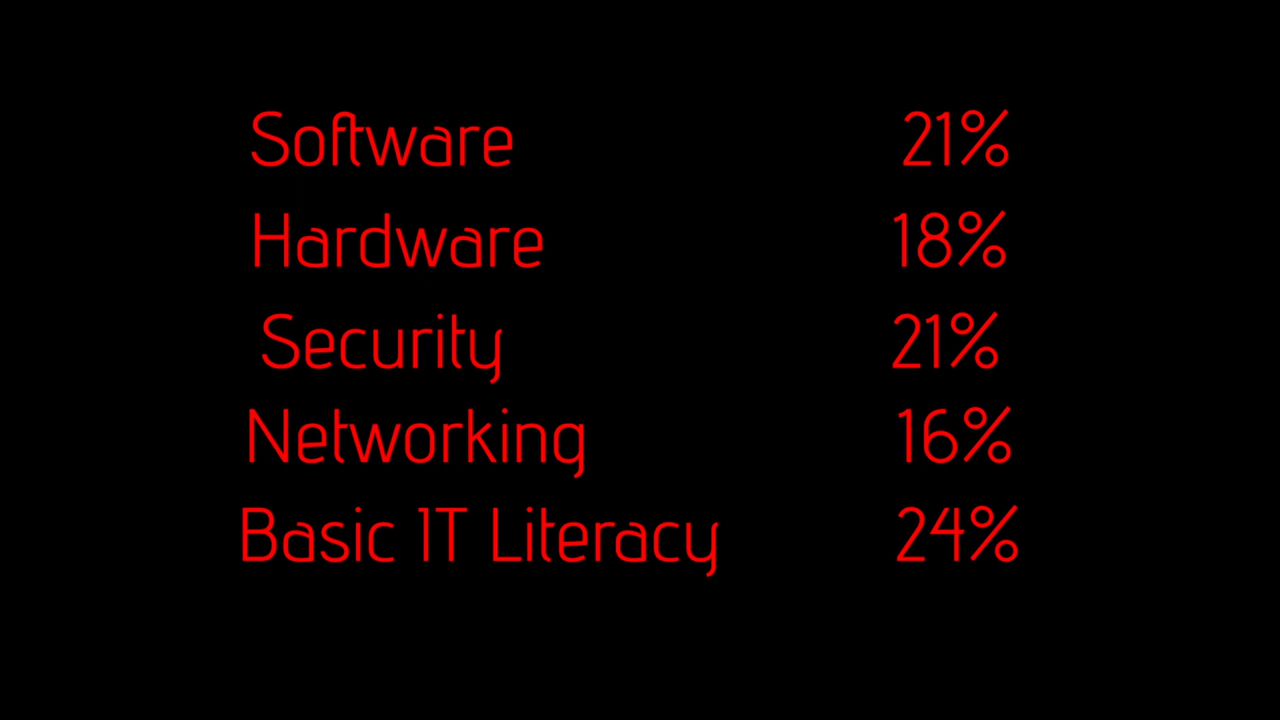 Software 21%
Hardware 18%
Security 21%
Networking 16%
Basic IT Literacy 24%